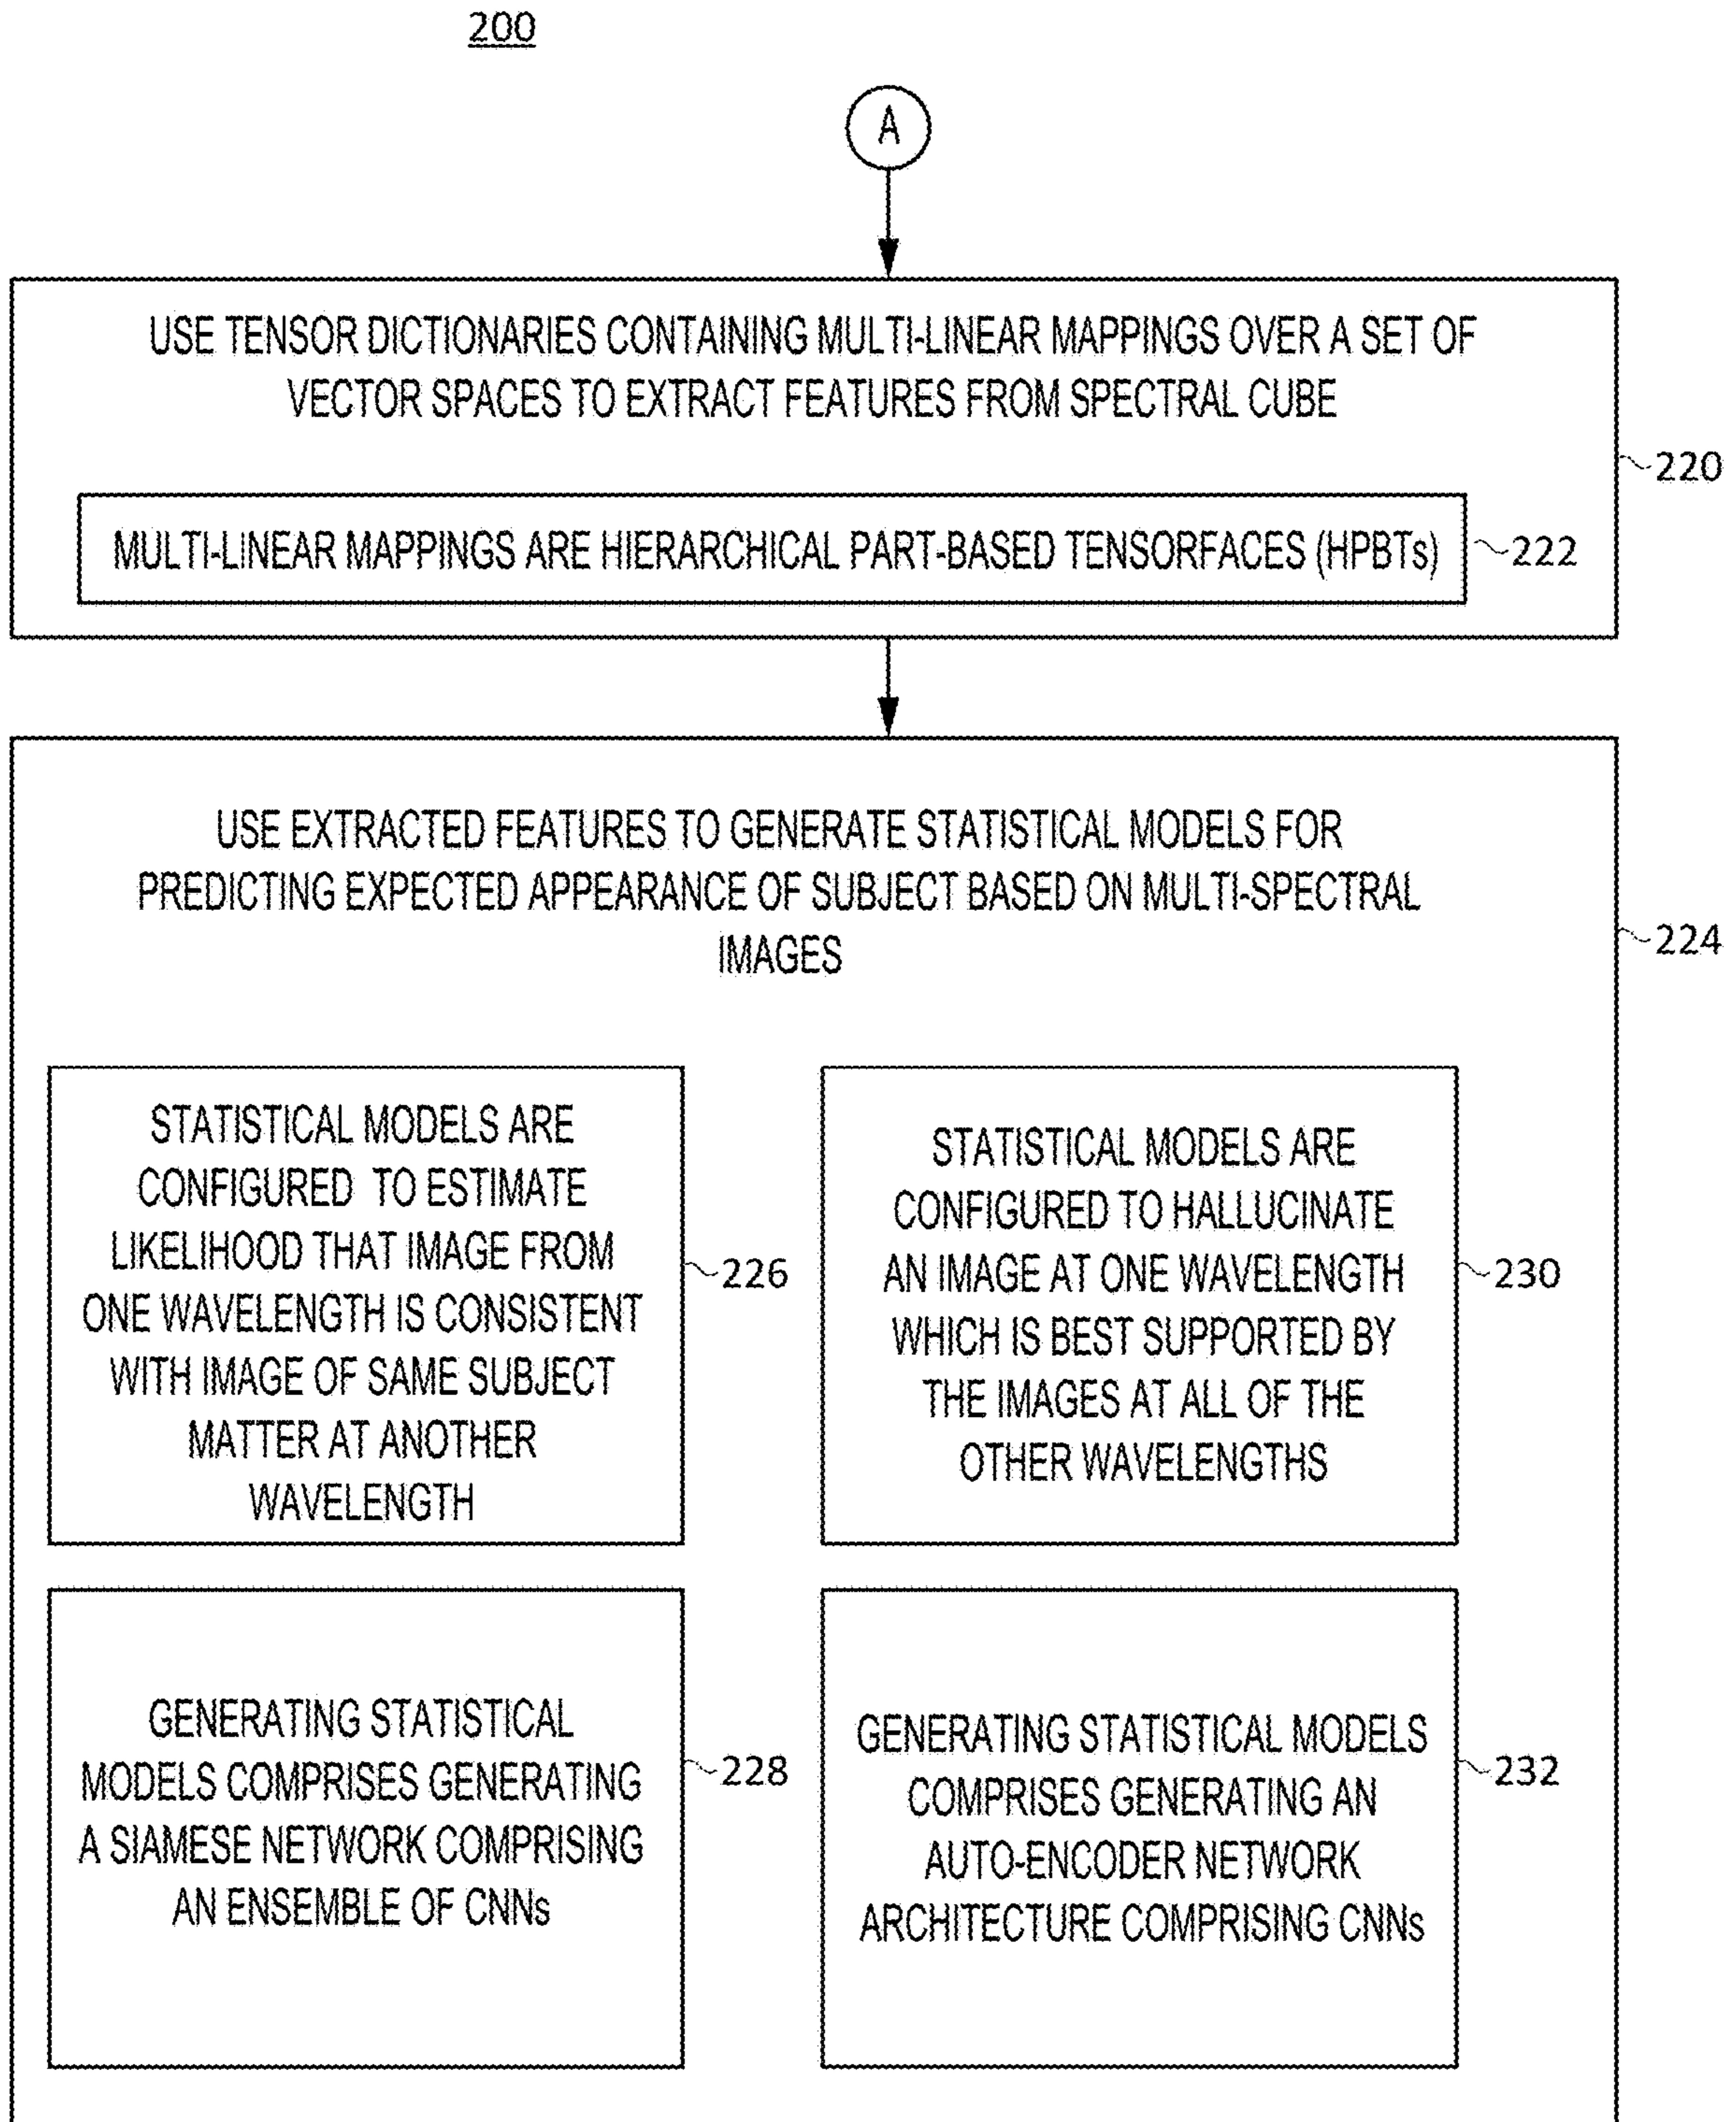 200
A
USE TENSOR DICTIONARIES CONTAINING MULTI-LINEAR MAPPINGS OVER A SET OF
VECTOR SPACES TO EXTRACT FEATURES FROM SPECTRAL CUBE
220
MULTI-LINEAR MAPPINGS ARE HIERARCHICAL PART-BASED TENSORFACES (HPBTs)
222
USE EXTRACTED FEATURES TO GENERATE STATISTICAL MODELS FOR
PREDICTING EXPECTED APPEARANCE OF SUBJECT BASED ON MULTI-SPECTRAL
IMAGES
224
STATISTICAL MODELS ARE
CONFIGURED TO ESTIMATE
LIKELIHOOD THAT IMAGE FROM
ONE WAVELENGTH IS CONSISTENT
WITH IMAGE OF SAME SUBJECT
MATTER AT ANOTHER
WAVELENGTH
226
STATISTICAL MODELS ARE
CONFIGURED TO HALLUCINATE
AN IMAGE AT ONE WAVELENGTH
WHICH IS BEST SUPPORTED BY
THE IMAGES AT ALL OF THE
OTHER WAVELENGTHS
230
GENERATING STATISTICAL
MODELS COMPRISES GENERATING
A SIAMESE NETWORK COMPRISING
AN ENSEMBLE OF CNNs
228
GENERATING STATISTICAL MODELS
COMPRISES GENERATING AN
AUTO-ENCODER NETWORK
ARCHITECTURE COMPRISING CNNs
232